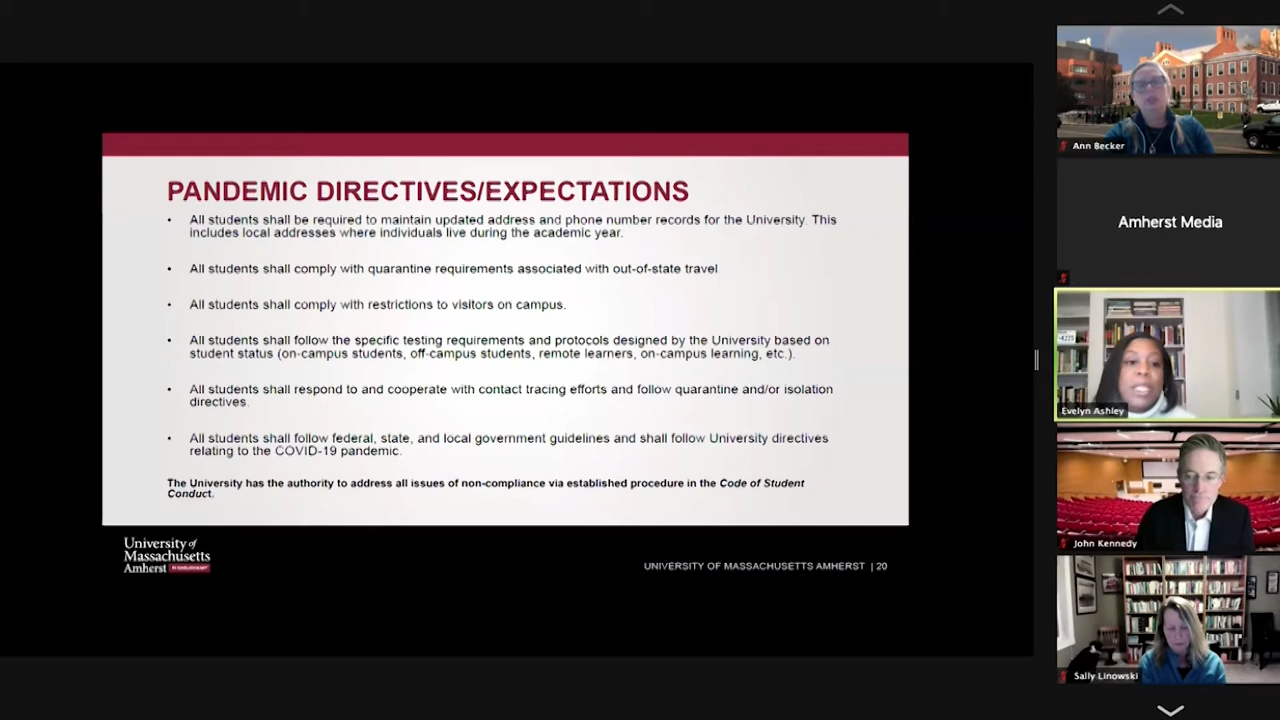 PANDEMIC DIRECTIVES/EXPECTATIONS
• All students shall be required to maintain updated address and phone number records for the University. This
includes local addresses where individuals live during the academic year.
• All students shall comply with quarantine requirements associated with out-of-state travel
• All students shall comply with restrictions to visitors on campus.
• All students shall follow the specific testing requirements and protocols designed by the University based on
student status (on-campus students, off-campus students, remote learners, on-campus learning, etc.).
• All students shall respond to and cooperate with contact tracing efforts and follow quarantine and/or isolation
directives.
• All students shall follow federal, state, and local government guidelines and shall follow University directives
relating to the COVID-19 pandemic.
The University has the authority to address all issues of non-compliance via established procedure in the Code of Student
Conduct.
University of
Massachusetts
Amherst
UNIVERSITY OF MASSACHUSETTS AMHERST | 20
Ann Becker
Amherst Media
Evelyn Ashley
John Kennedy
Sally Linowski